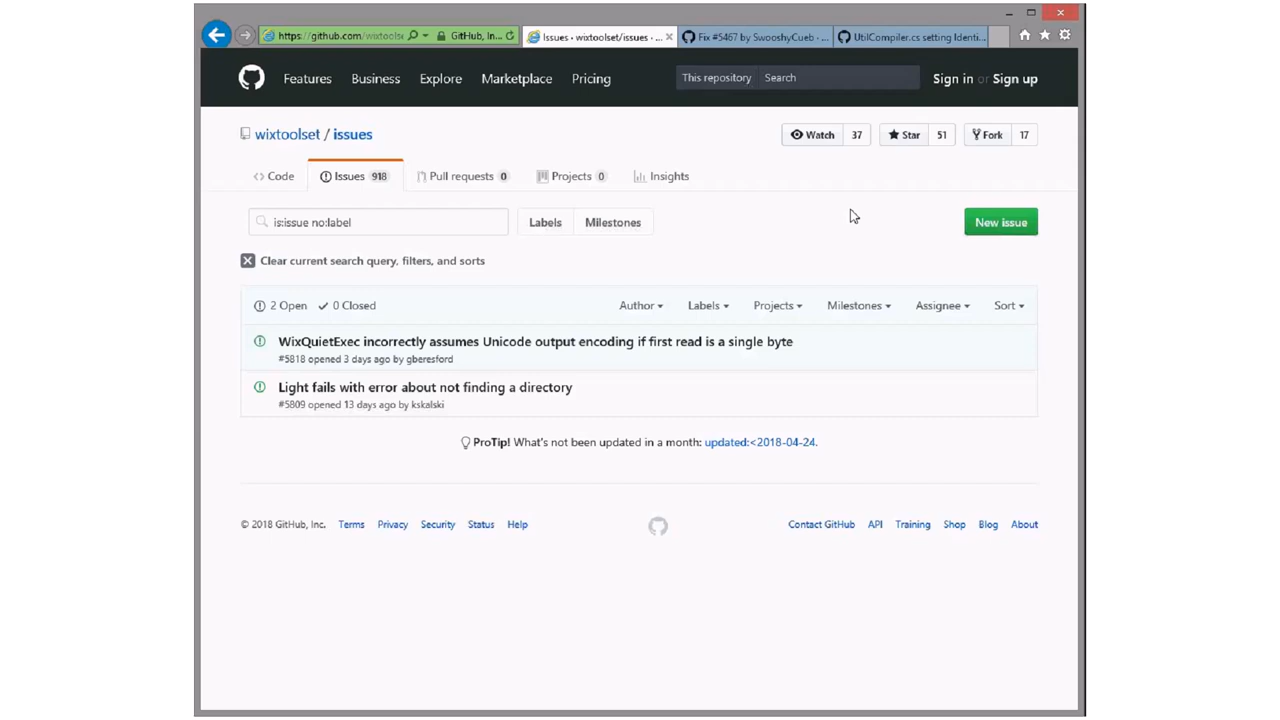 https://github.com/wixtoolse GitHub, In... Issues · wixtoolset/issues · ... Fix #5467 by SwooshyCueb · ... UtilCompiler.cs setting Identi...
Features Business Explore Marketplace Pricing This repository Search Sign in or Sign up
wixtoolset / issues Watch 37 Star 51 Fork 17
Code Issues 918 Pull requests 0 Projects 0 Insights
is:issue no:label Labels Milestones New issue
Clear current search query, filters, and sorts
2 Open 0 Closed Author Labels Projects Milestones Assignee Sort
WixQuietExec incorrectly assumes Unicode output encoding if first read is a single byte
#5818 opened 3 days ago by gberesford
Light fails with error about not finding a directory
#5809 opened 13 days ago by kskalski
ProTip! What's not been updated in a month: updated:<2018-04-24.
© 2018 GitHub, Inc. Terms Privacy Security Status Help Contact GitHub API Training Shop Blog About